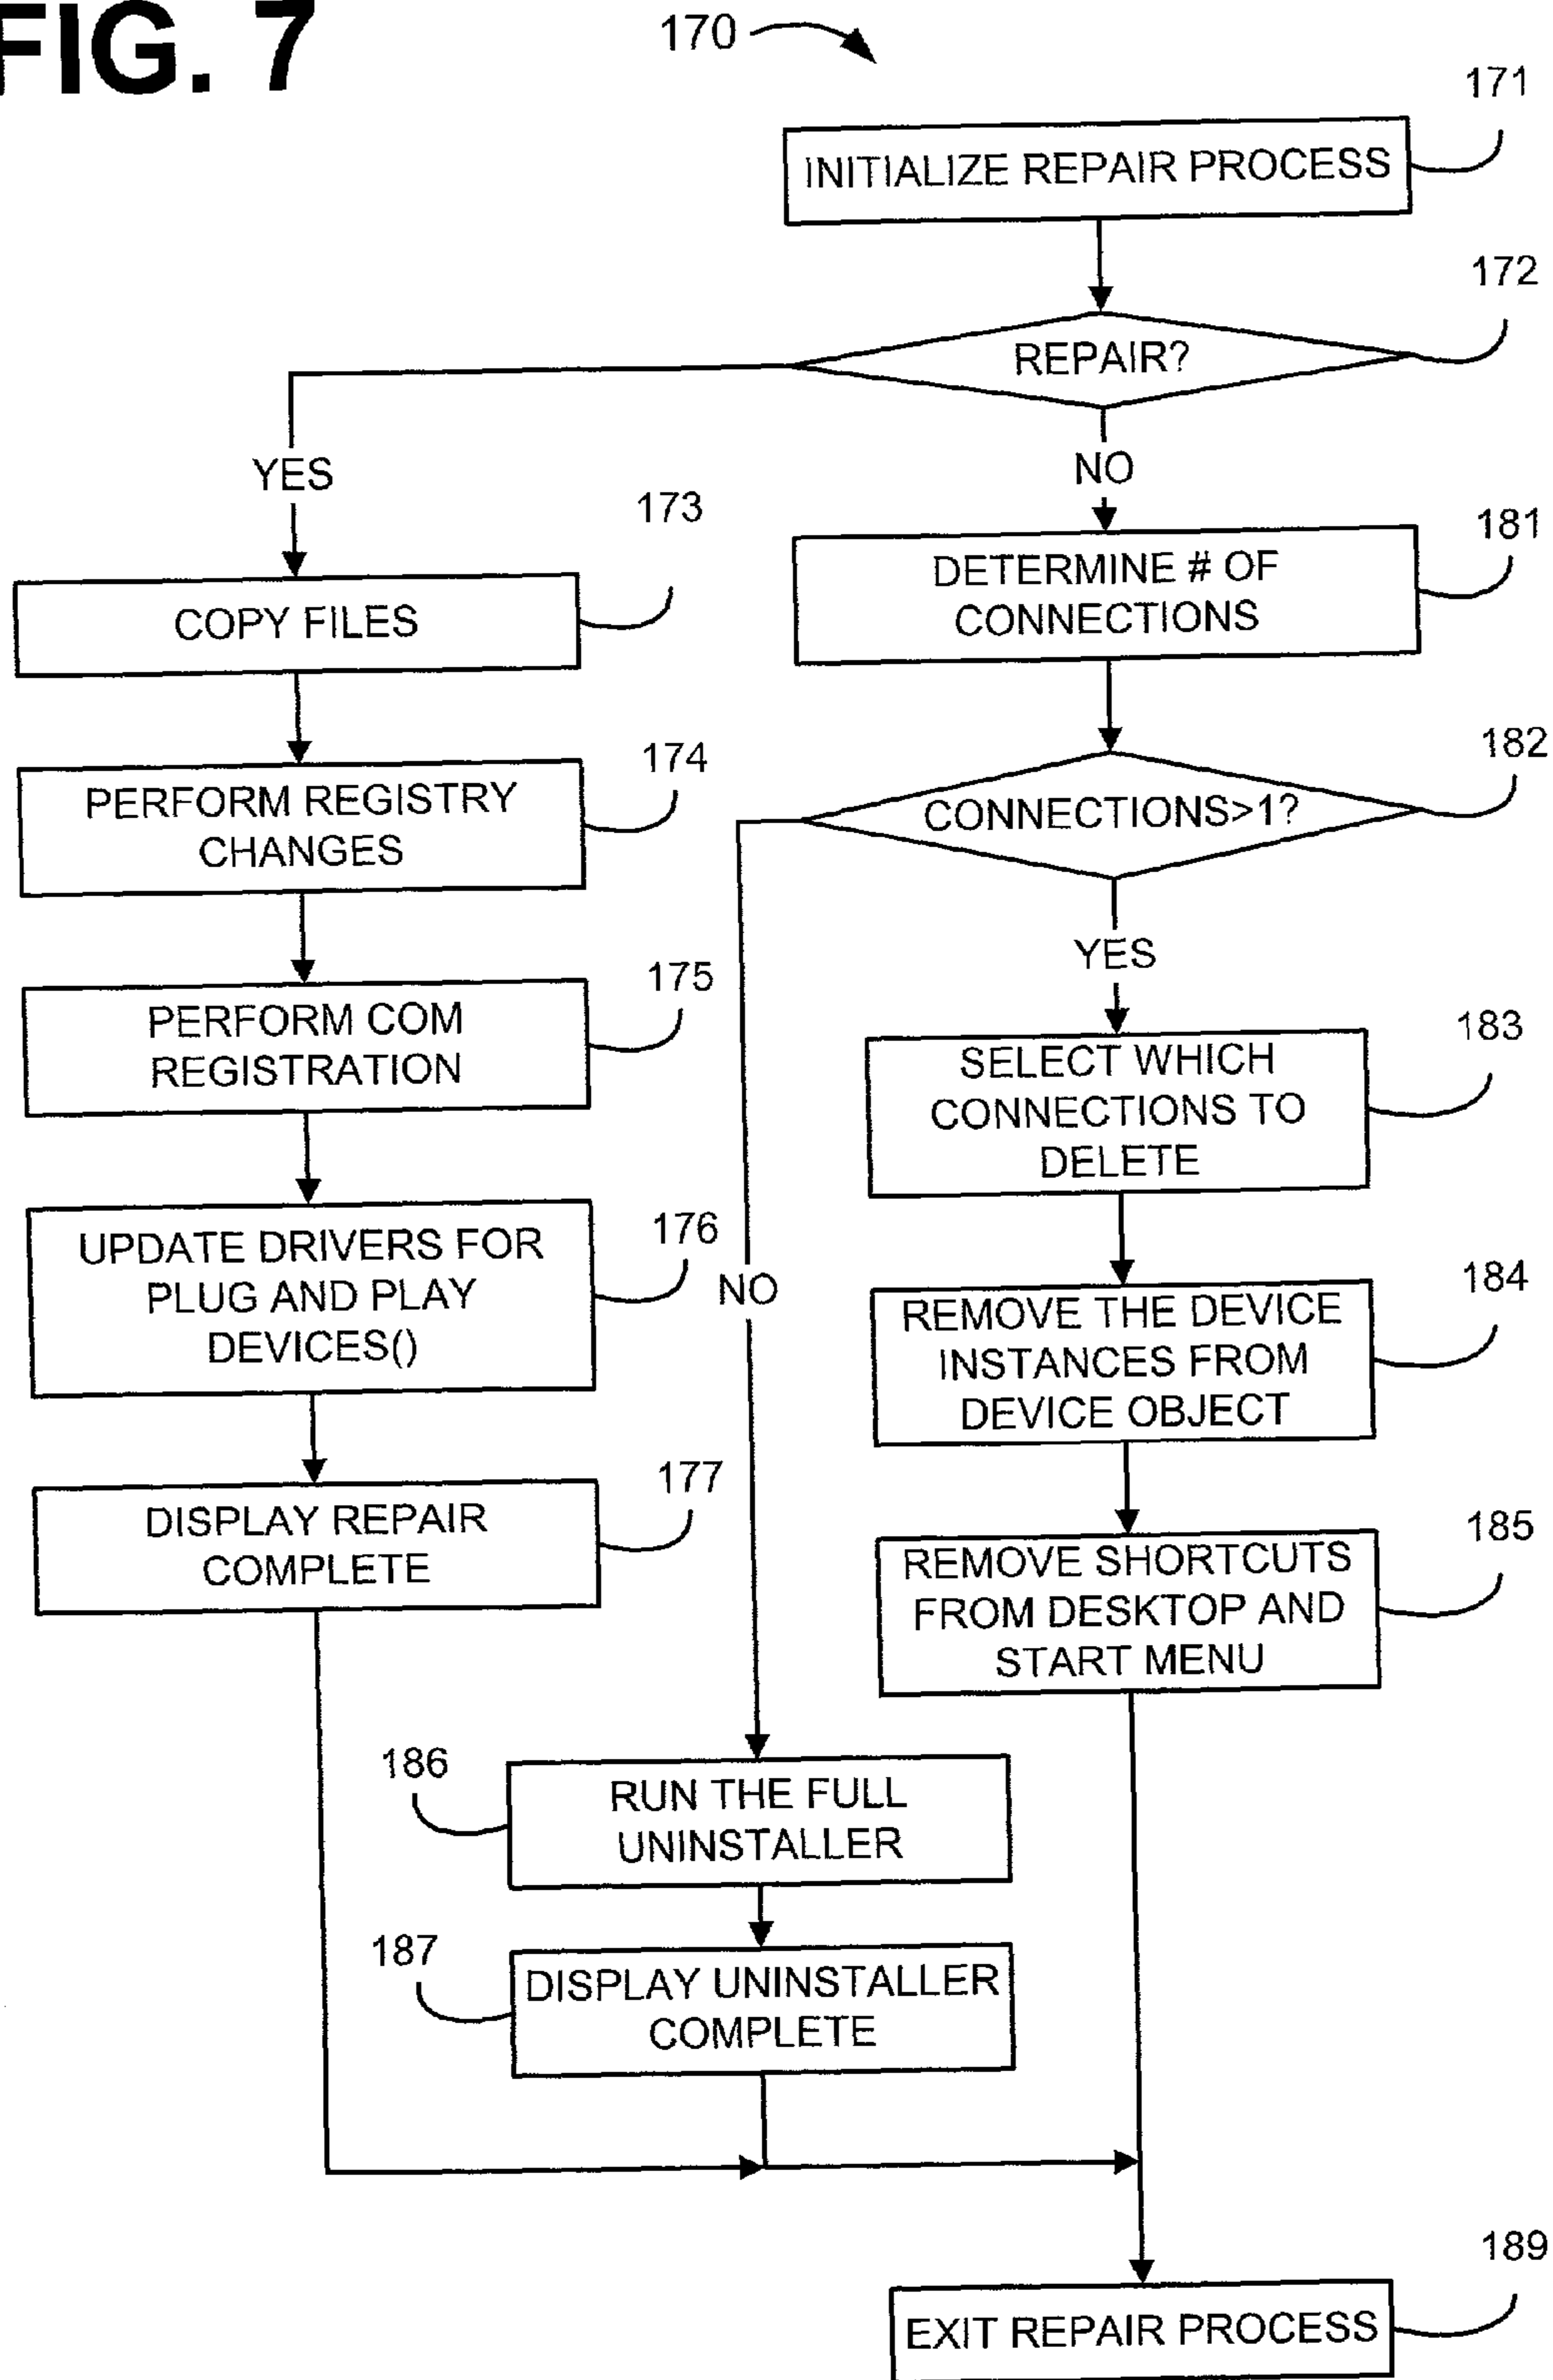 FIG. 7
170
171
INITIALIZE REPAIR PROCESS
172
REPAIR?
YES
NO
173
COPY FILES
181
DETERMINE # OF
CONNECTIONS
174
PERFORM REGISTRY
CHANGES
182
CONNECTIONS>1?
YES
175
PERFORM COM
REGISTRATION
183
SELECT WHICH
CONNECTIONS TO
DELETE
176
UPDATE DRIVERS FOR
PLUG AND PLAY
DEVICES()
NO
184
REMOVE THE DEVICE
INSTANCES FROM
DEVICE OBJECT
177
DISPLAY REPAIR
COMPLETE
185
REMOVE SHORTCUTS
FROM DESKTOP AND
START MENU
186
RUN THE FULL
UNINSTALLER
187
DISPLAY UNINSTALLER
COMPLETE
189
EXIT REPAIR PROCESS